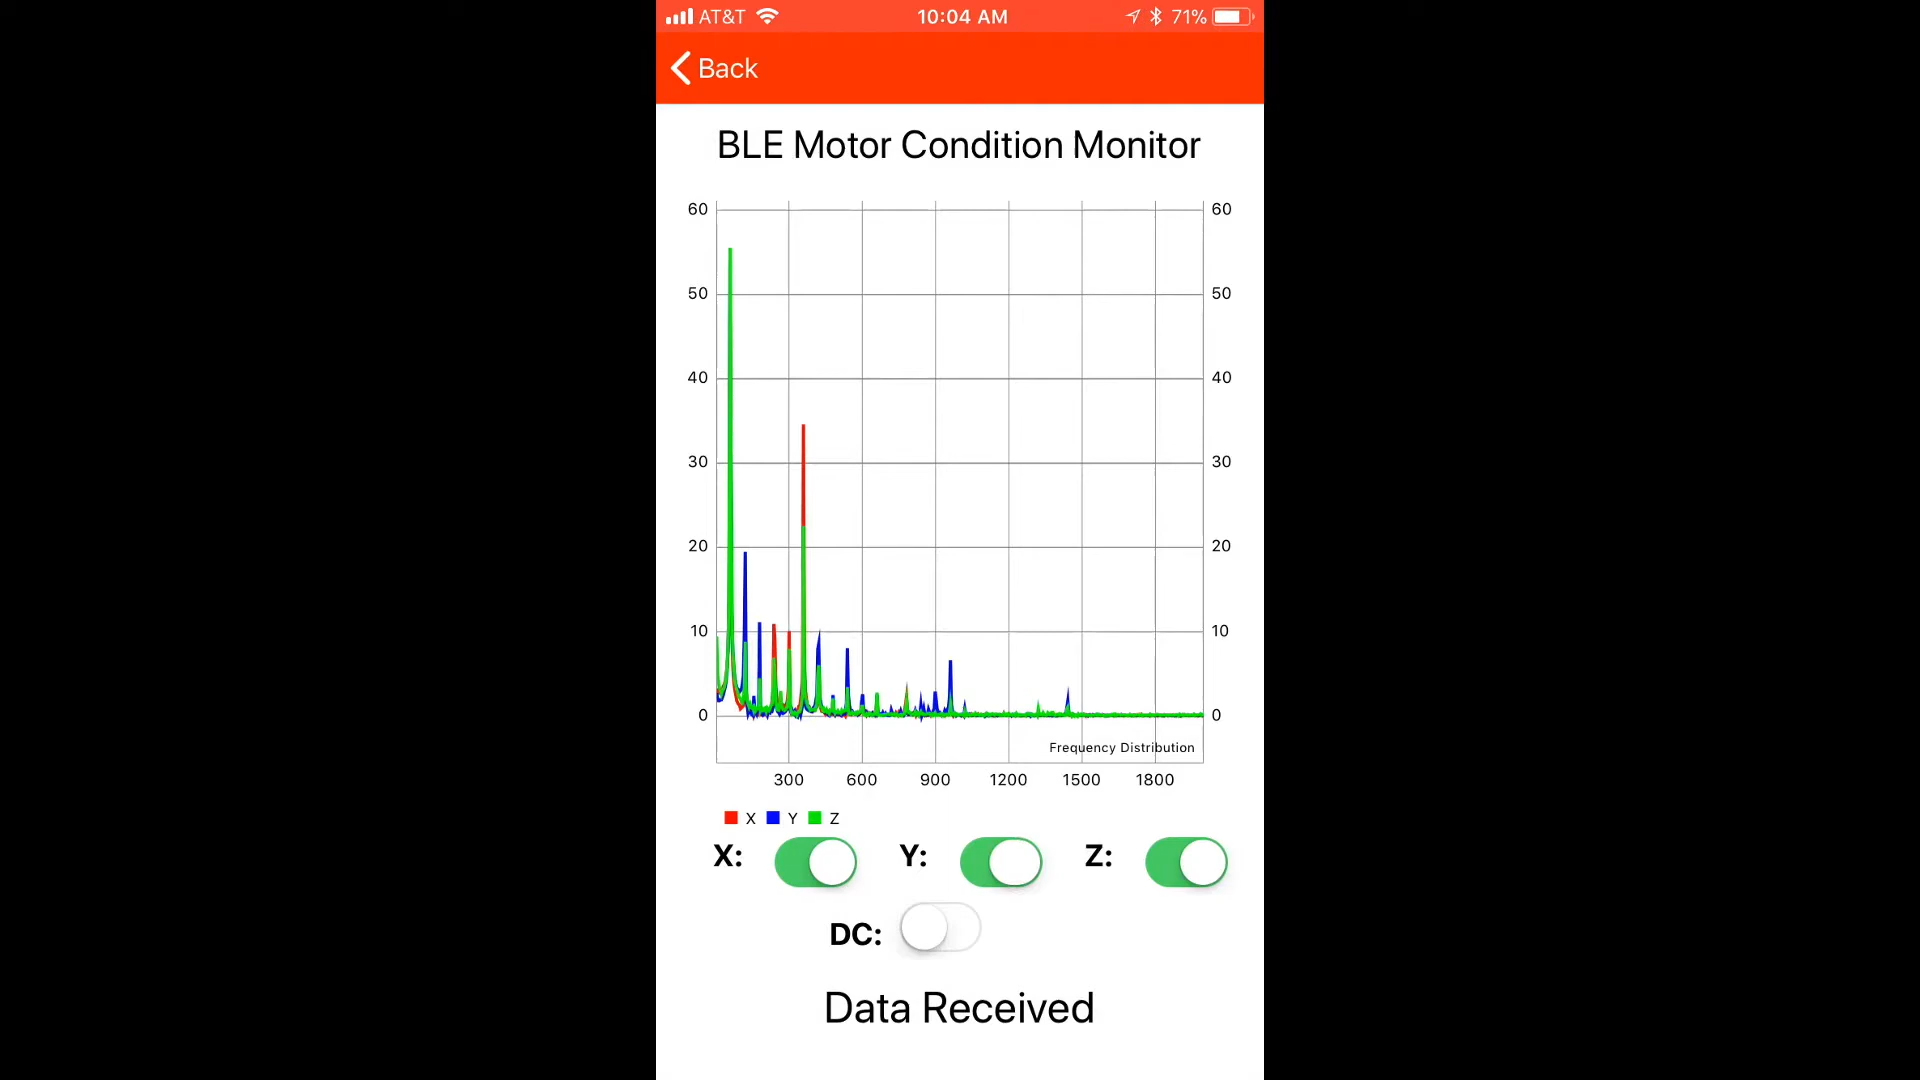 AT&T 10:04 AM 71%
Back
BLE Motor Condition Monitor
60 60
50 50
40 40
30 30
20 20
10 10
0 0
Frequency Distribution
300 600 900 1200 1500 1800
X Y Z
X: Y: Z:
DC:
Data Received